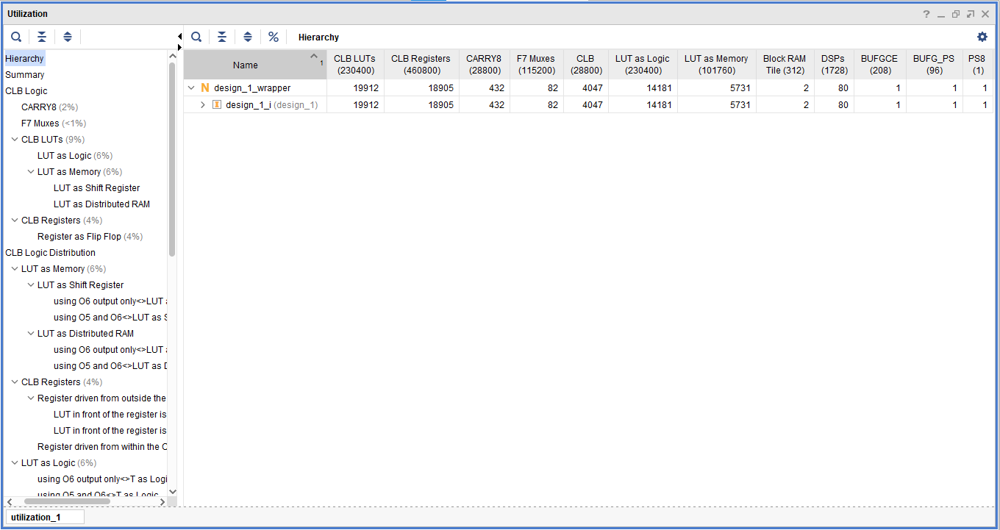 Utilization
Hierarchy
Hierarchy
Summary
CLB Logic
CARRY8 (2%)
F7 Muxes (<1%)
CLB LUTs (9%)
LUT as Logic (6%)
LUT as Memory (6%)
LUT as Shift Register
LUT as Distributed RAM
CLB Registers (4%)
Register as Flip Flop (4%)
CLB Logic Distribution
LUT as Memory (6%)
LUT as Shift Register
using O6 output only<>LUT a
using O5 and O6<>LUT as S
LUT as Distributed RAM
using O6 output only<>LUT a
using O5 and O6<>LUT as D
CLB Registers (4%)
Register driven from outside the
LUT in front of the register is
LUT in front of the register is
Register driven from within the C
LUT as Logic (6%)
using O6 output only<>T as Logi
using O5 and O6<>T as Logic
Name 1 CLB LUTs (230400) CLB Registers (460800) CARRY8 (28800) F7 Muxes (115200) CLB (28800) LUT as Logic (230400) LUT as Memory (101760) Block RAM Tile (312) DSPs (1728) BUFGCE (208) BUFG_PS (96) PS8 (1)
N design_1_wrapper 19912 18905 432 82 4047 14181 5731 2 80 1 1 1
I design_1_i (design_1) 19912 18905 432 82 4047 14181 5731 2 80 1 1 1
utilization_1